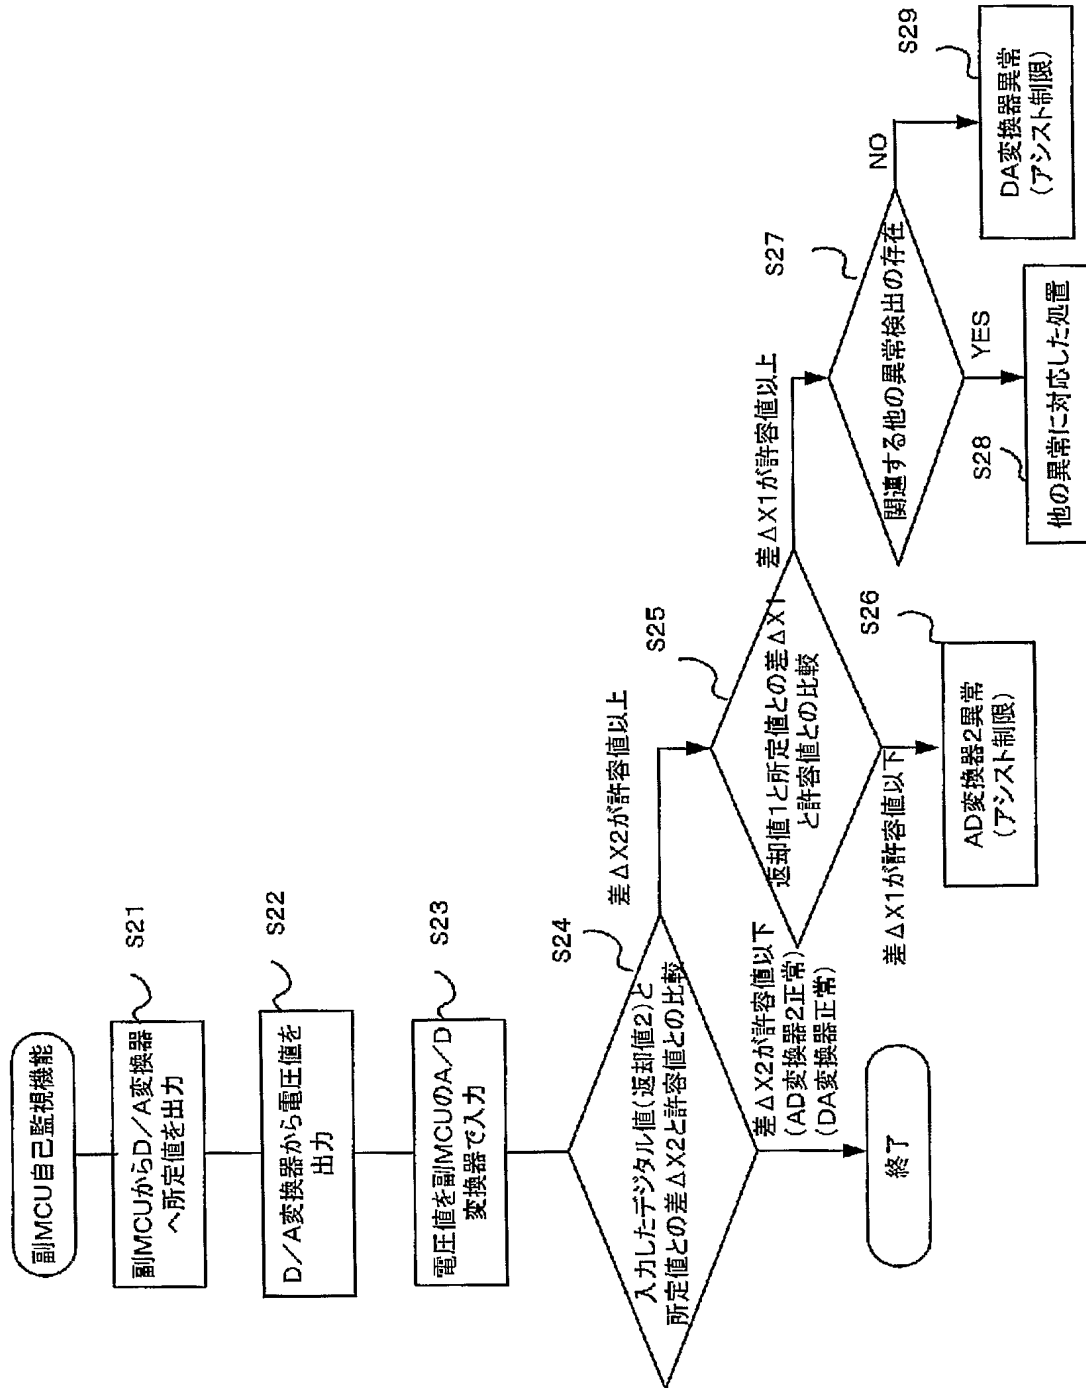 副MCU自己監視機能
副MCUからD/A変換器
へ所定値を出力
S21
D/A変換器から電圧値を
出力
S22
電圧値を副MCUのA/D
変換器で入力
S23
S24
入力したデジタル値(返却値2)と
所定値との差ΔX2と許容値との比較
差ΔX2が許容値以上
差ΔX2が許容値以下
(AD変換器2正常)
(DA変換器正常)
終了
S25
返却値1と所定値との差ΔX1
と許容値との比較
差ΔX1が許容値以上
差ΔX1が許容値以下
S26
AD変換器2異常
(アシスト制限)
S27
関連する他の異常検出の存在
NO
YES
S28
他の異常に対応した処置
S29
DA変換器異常
(アシスト制限)